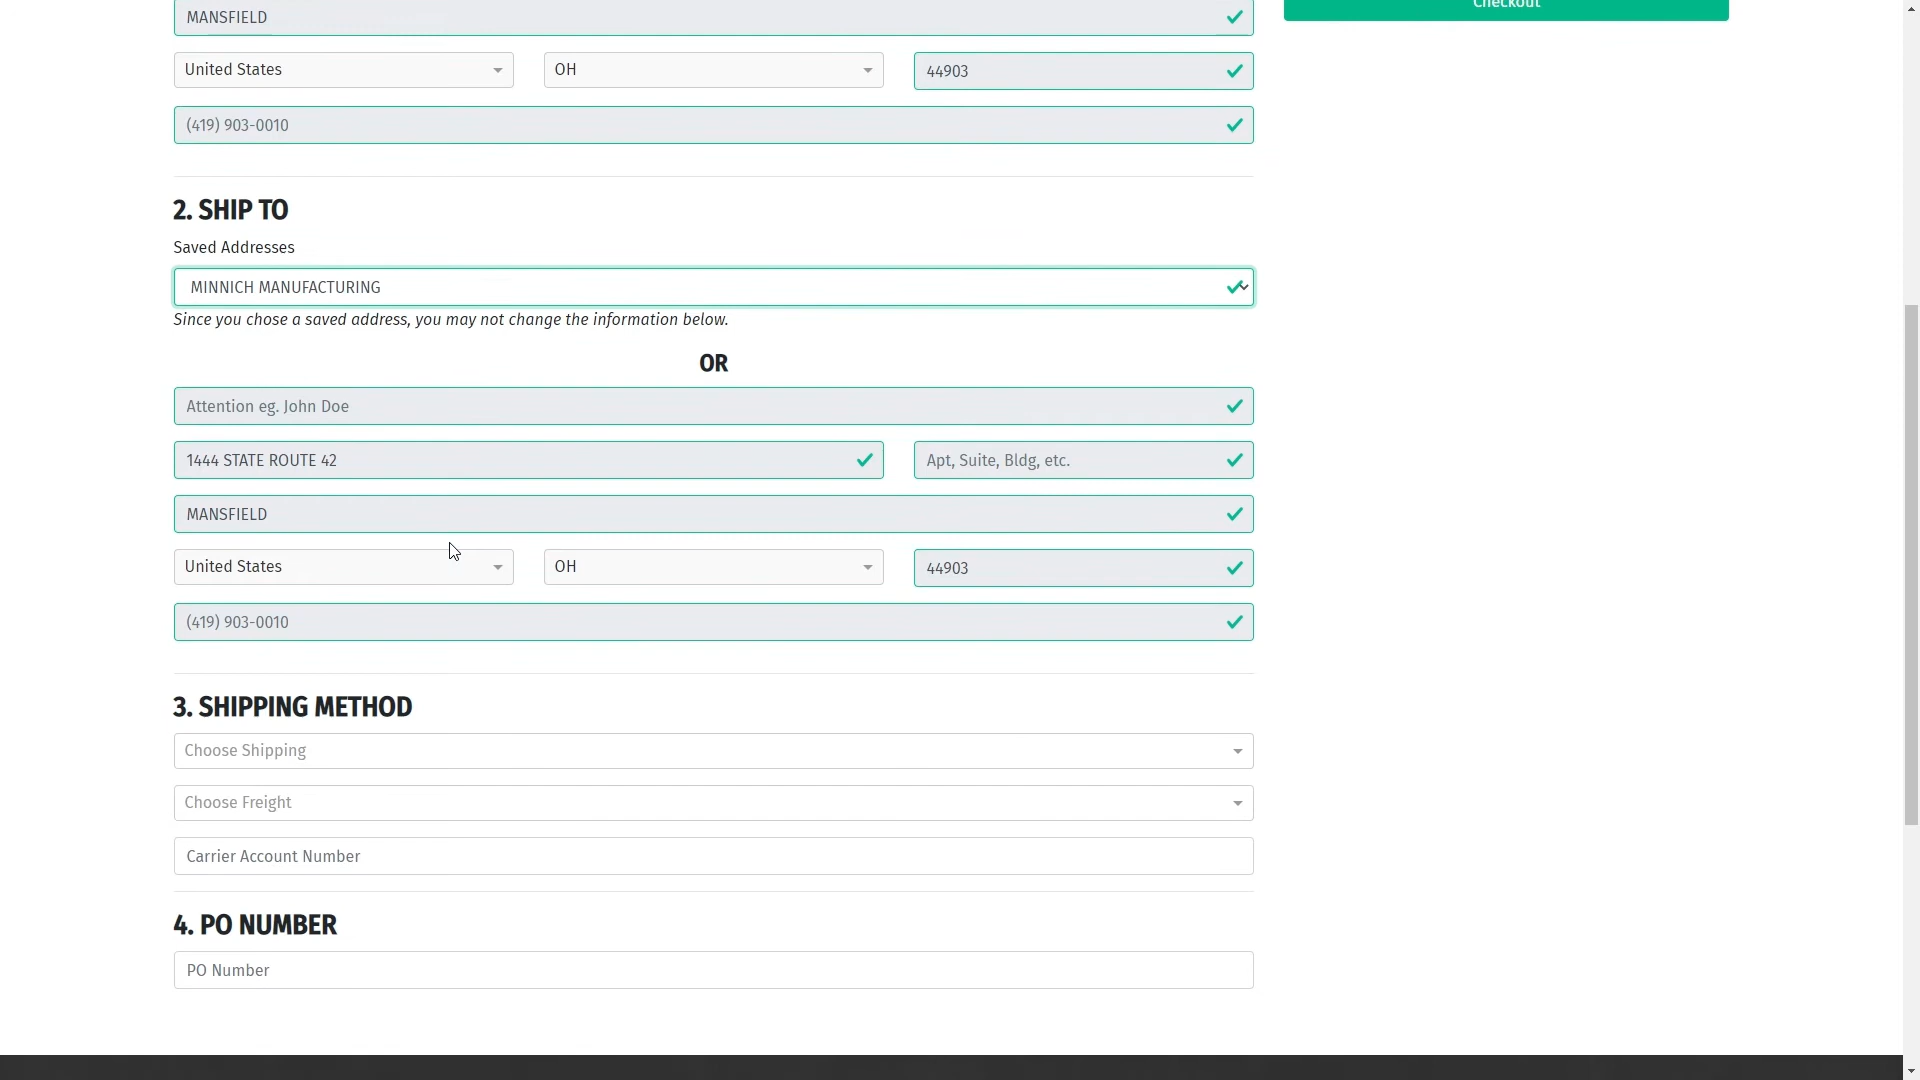 MANSFIELD
Checkout
United States
OH
44903
(419) 903-0010
2. SHIP TO
Saved Addresses
MINNICH MANUFACTURING
Since you chose a saved address, you may not change the information below.
OR
Attention eg. John Doe
1444 STATE ROUTE 42
Apt, Suite, Bldg, etc.
MANSFIELD
United States
OH
44903
(419) 903-0010
3. SHIPPING METHOD
Choose Shipping
Choose Freight
Carrier Account Number
4. PO NUMBER
PO Number